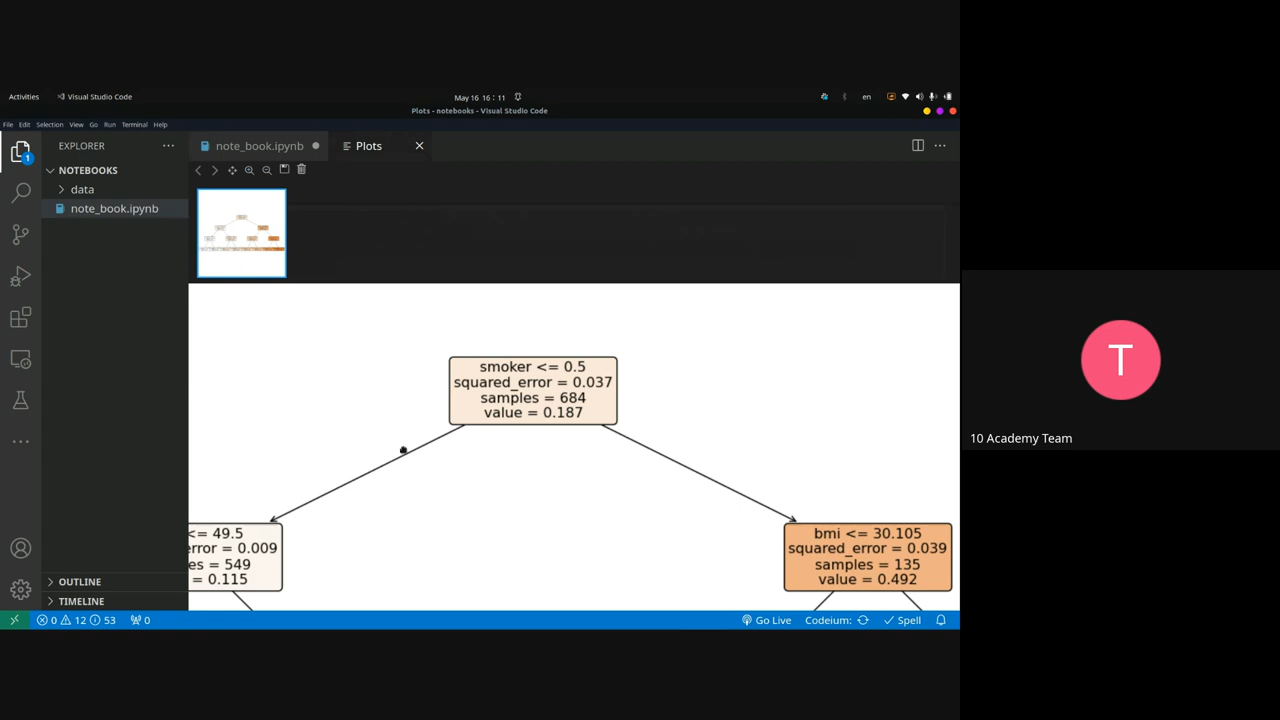 Activities
Visual Studio Code
May 16 16 : 11
en
Plots - notebooks - Visual Studio Code
File Edit Selection View Go Run Terminal Help
EXPLORER
note_book.ipynb
Plots
NOTEBOOKS
data
note_book.ipynb
1
smoker <= 0.5
squared_error = 0.037
samples = 684
value = 0.187
<= 49.5
error = 0.009
es = 549
= 0.115
bmi <= 30.105
squared_error = 0.039
samples = 135
value = 0.492
OUTLINE
TIMELINE
0 12 53 0
Go Live Codeium: Spell
T
10 Academy Team